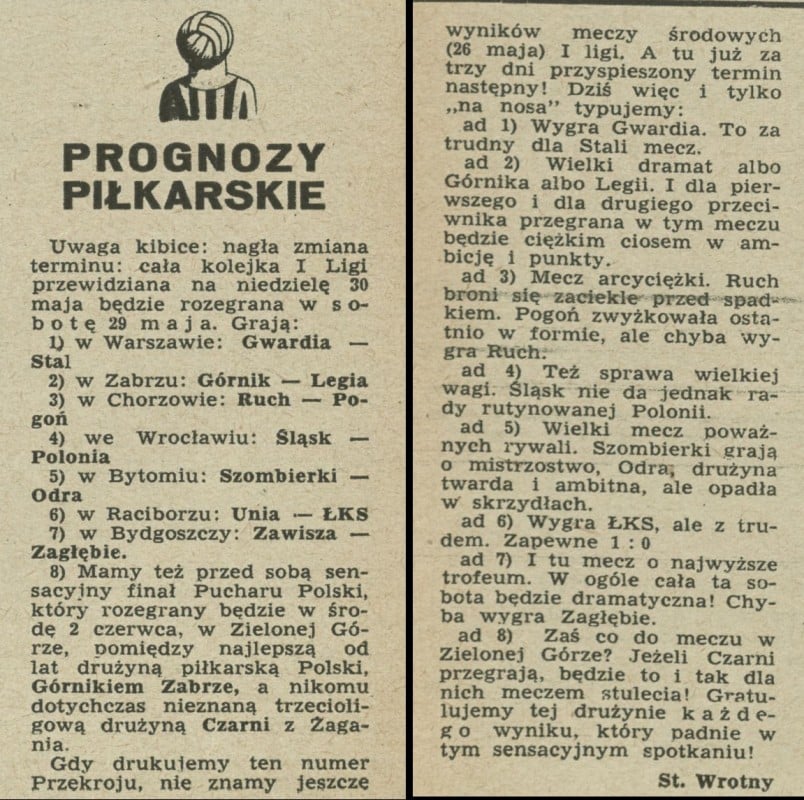 PROGNOZY
PIŁKARSKIE
Uwaga kibice: nagła zmiana
terminu: cała kolejka I Ligi
przewidziana na niedzielę 30
maja będzie rozegrana w so-
botę 29 maja. Grają:
1) w Warszawie: Gwardia —
Stal
2) w Zabrzu: Górnik — Legia
3) w Chorzowie: Ruch — Po-
goń
4) we Wrocławiu: Śląsk —
Polonia
5) w Bytomiu: Szombierki —
Odra
6) w Raciborzu: Unia — ŁKS
7) w Bydgoszczy: Zawisza —
Zagłębie.
8) Mamy też przed sobą sen-
sacyjny finał Pucharu Polski,
który rozegrany będzie w śro-
dę 2 czerwca, w Zielonej Gó-
rze, pomiędzy najlepszą od
lat drużyną piłkarską Polski,
Górnikiem Zabrze, a nikomu
dotychczas nieznaną trzecioli-
gową drużyną Czarni z Żaga-
nia.
Gdy drukujemy ten numer
Przekroju, nie znamy jeszcze
wyników meczy środowych
(26 maja) I ligi. A tu już za
trzy dni przyspieszony termin
następny! Dziś więc i tylko
„na nosa" typujemy:
ad 1) Wygra Gwardia. To za
trudny dla Stali mecz.
ad 2) Wielki dramat albo
Górnika albo Legii. I dla pier-
wszego i dla drugiego przeci-
wnika przegrana w tym meczu
będzie ciężkim ciosem w am-
bicję i punkty.
ad 3) Mecz arcyciężki. Ruch
broni się zaciekle przed spad-
kiem. Pogoń zwyżkowała osta-
tnio w formie, ale chyba wy-
gra Ruch.
ad 4) Też sprawa wielkiej
wagi. Śląsk nie da jednak ra-
dy rutynowanej Polonii.
ad 5) Wielki mecz poważ-
nych rywali. Szombierki grają
o mistrzostwo, Odra, drużyna
twarda i ambitna, ale opadła
w skrzydłach.
ad 6) Wygra ŁKS, ale z tru-
dem. Zapewne 1 : 0
ad 7) I tu mecz o najwyższe
trofeum. W ogóle cała ta so-
bota będzie dramatyczna! Chy-
ba wygra Zagłębie.
ad 8) Zaś co do meczu w
Zielonej Górze? Jeżeli Czarni
przegrają, będzie to i tak dla
nich meczem stulecia! Gratu-
lujemy tej drużynie każde-
go wyniku, który padnie w
tym sensacyjnym spotkaniu!
St. Wrotny